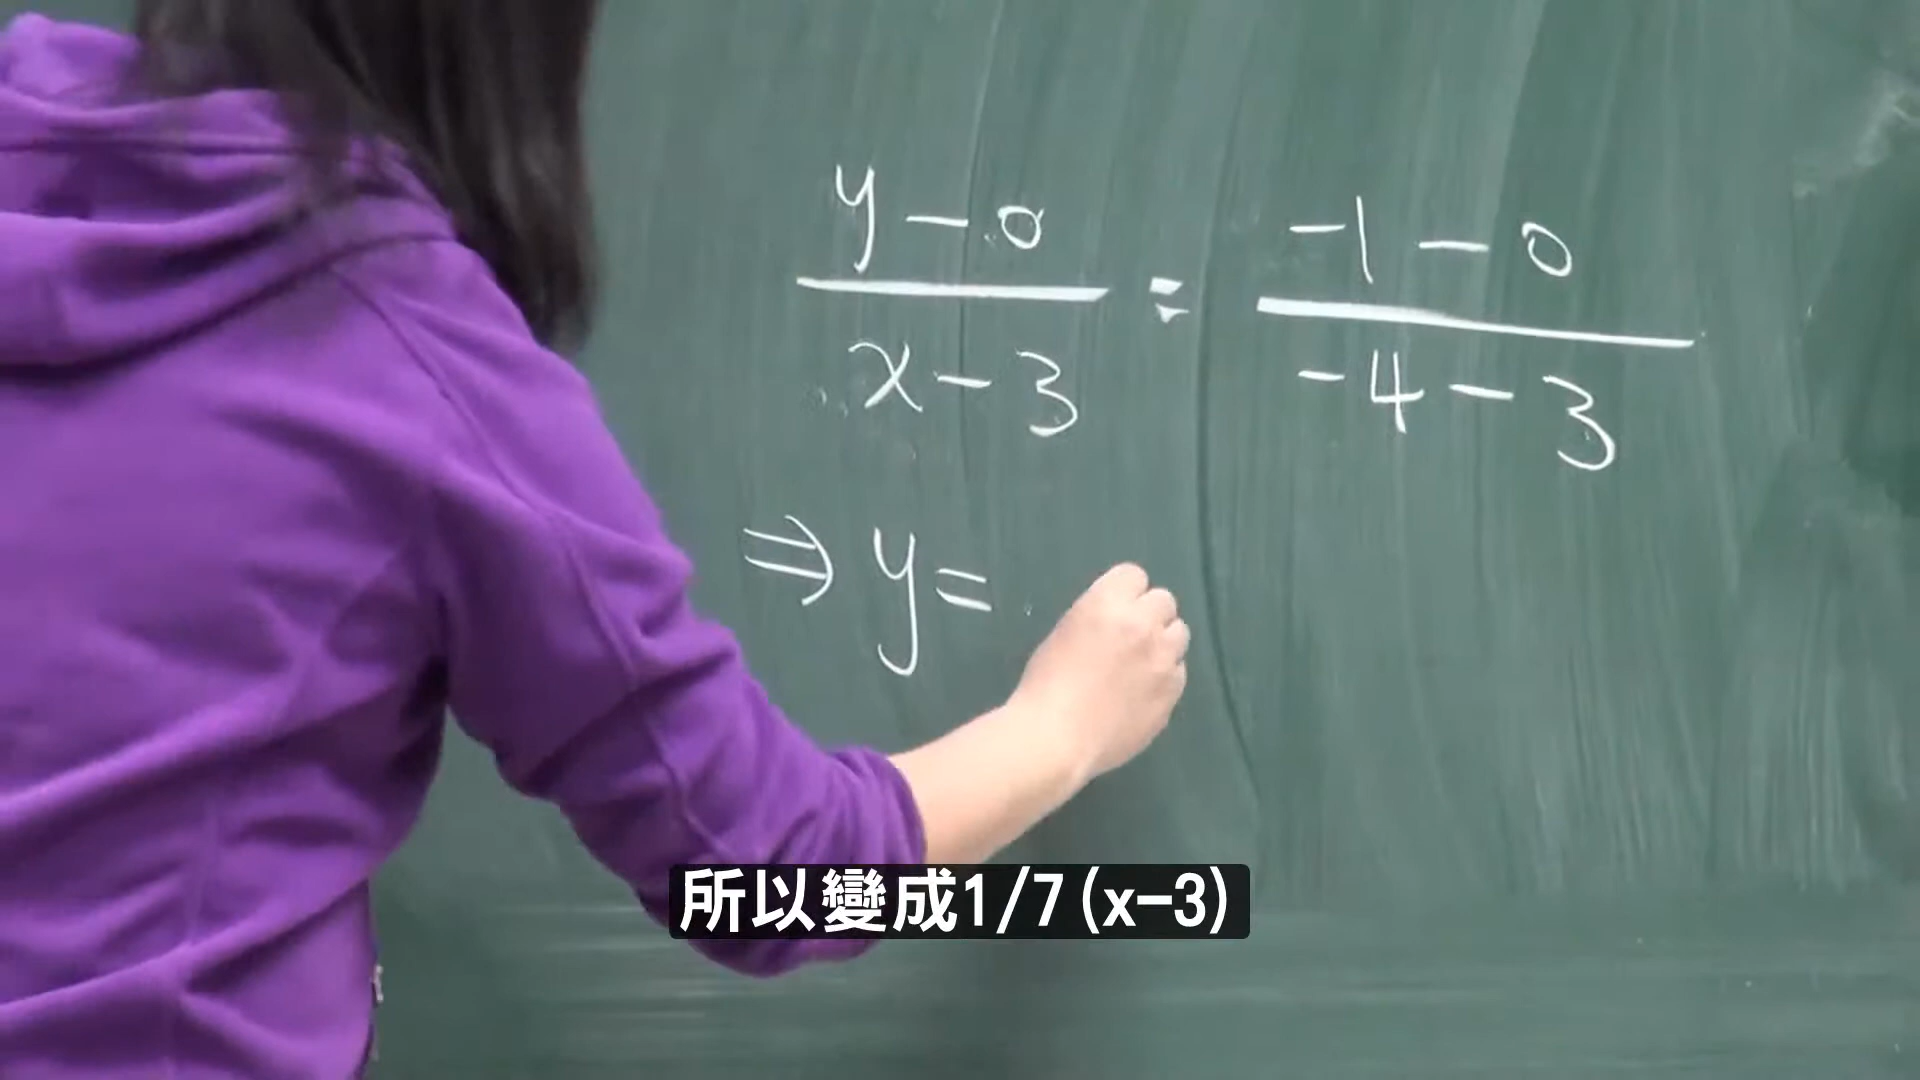 y-0 = -1-0
x-3 -4-3
⇒ y=
所以變成1/7(x-3)